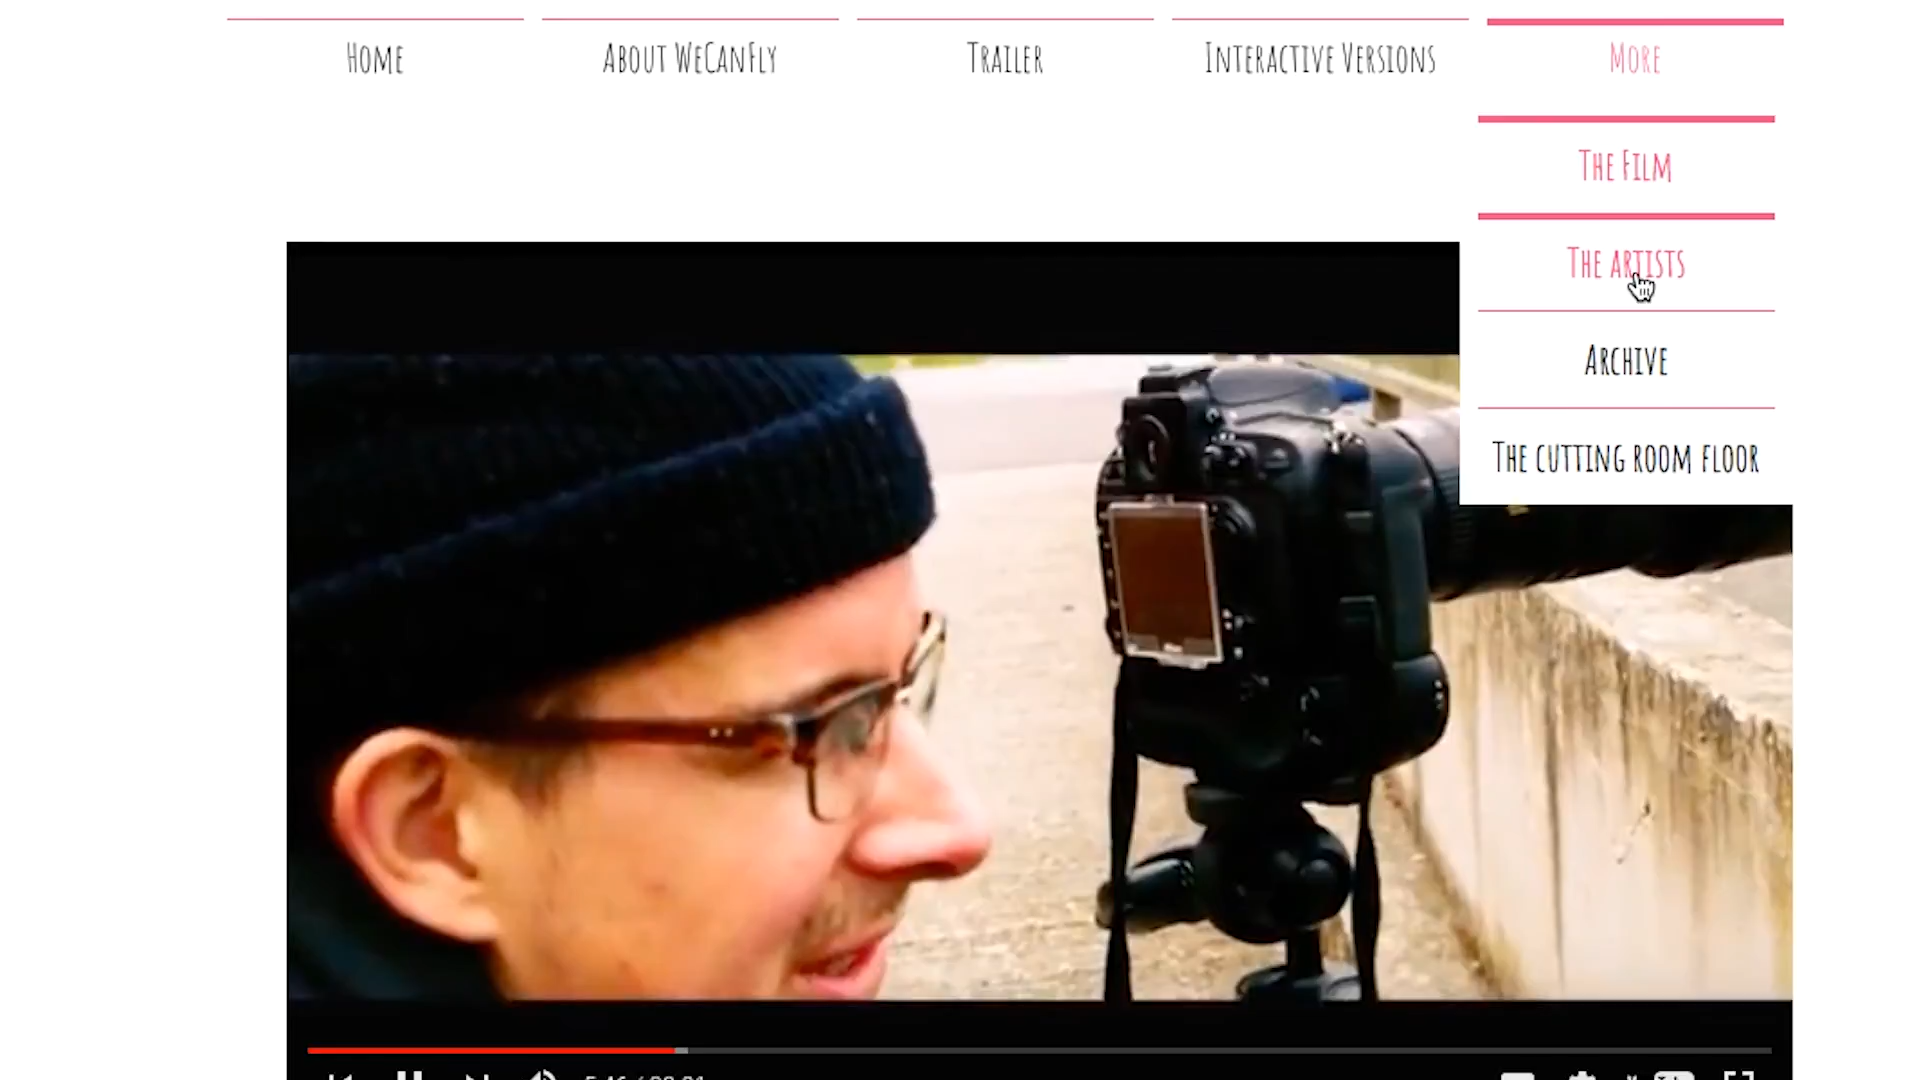 Home
About WeCanFly
Trailer
Interactive Versions
More
The Film
The artists
Archive
The cutting room floor